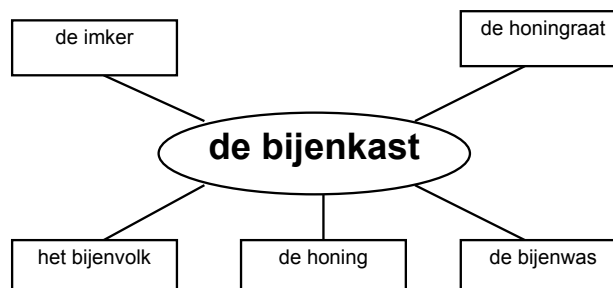 de imker
de honingraat
de bijenkast
het bijenvolk
de honing
de bijenwas